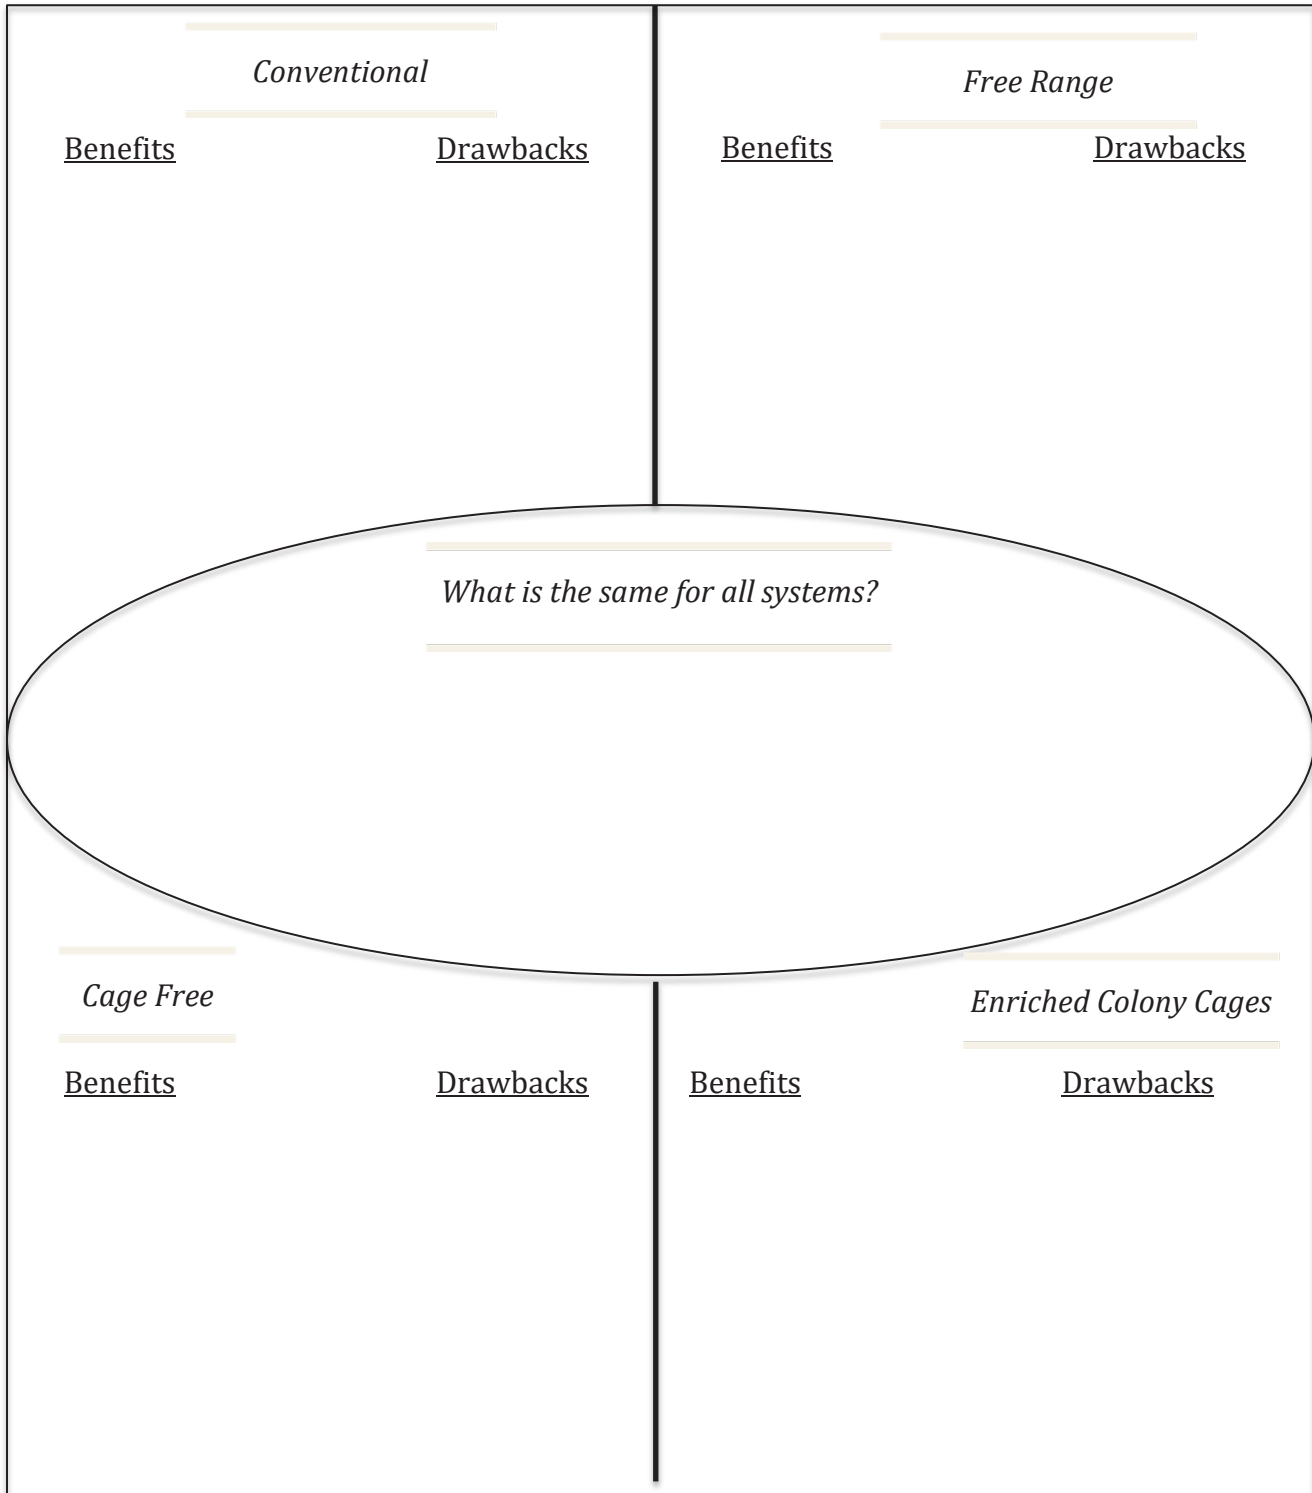 Conventional
Benefits
Drawbacks
Free Range
Benefits
Drawbacks
What is the same for all systems?
Cage Free
Benefits
Drawbacks
Enriched Colony Cages
Benefits
Drawbacks